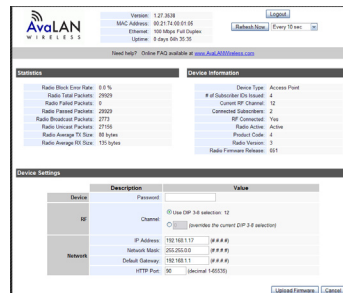 AvaLAN
WIRELESS
Version: 1.27.3638
MAC Address: 00.21.74.00.01.05
Ethernet: 100 Mbps Full Duplex
Uptime: 8 days 04h 35:35
Logout
Refresh Now Every 10 sec
Need help? Online FAQ available at www.AvaLANWireless.com
Statistics
Radio Block Error Rate: 0.0 %
Radio Total Packets: 29929
Radio Failed Packets: 0
Radio Passed Packets: 29929
Radio Broadcast Packets: 2773
Radio Unicast Packets: 27156
Radio Average TX Size: 88 bytes
Radio Average RX Size: 135 bytes
Device Information
Device Type: Access Point
# of Subscriber IDs Issued: 4
Current RF Channel: 12
Connected Subscribers: 2
RF Connected: Yes
Radio Active: Active
Product Code: 4
Radio Version: 3
Radio Firmware Release: 051
Device Settings
Description Value
Device Password:
RF Channel: Use DIP 3-8 selection: 12
0 (overrides the current DIP 3-8 selection)
Network
IP Address: 192.168.1.17 (#.#.#.#)
Network Mask: 255.255.0.0 (#.#.#.#)
Default Gateway: 192.168.1.1 (#.#.#.#)
HTTP Port: 80 (decimal 1-65535)
Upload Firmware Cancel